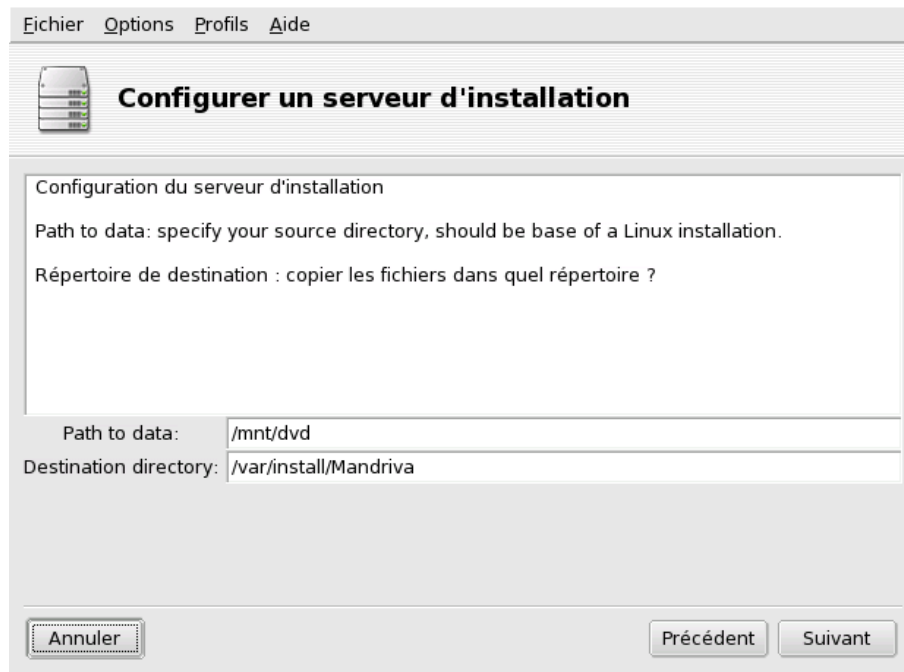 Fichier Options Profils Aide
Configurer un serveur d'installation
Configuration du serveur d'installation
Path to data: specify your source directory, should be base of a Linux installation.
Répertoire de destination : copier les fichiers dans quel répertoire ?
Path to data: /mnt/dvd
Destination directory: /var/install/Mandriva
Annuler Précédent Suivant